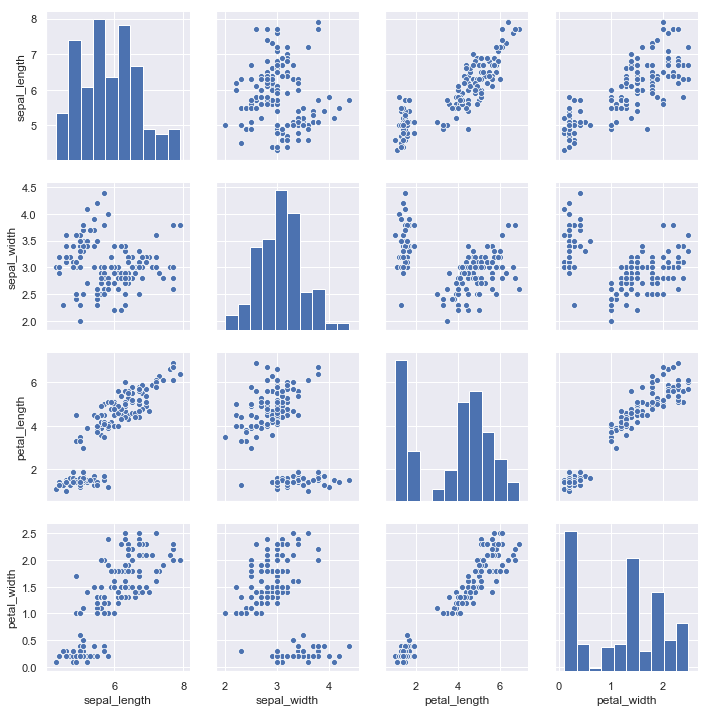 8
7
6
5
sepal_length
4.5
4.0
3.5
3.0
2.5
2.0
sepal_width
6
4
2
petal_length
2.5
2.0
1.5
1.0
0.5
0.0
petal_width
6 8
sepal_length
2 3 4
sepal_width
2 4 6
petal_length
0 1 2
petal_width